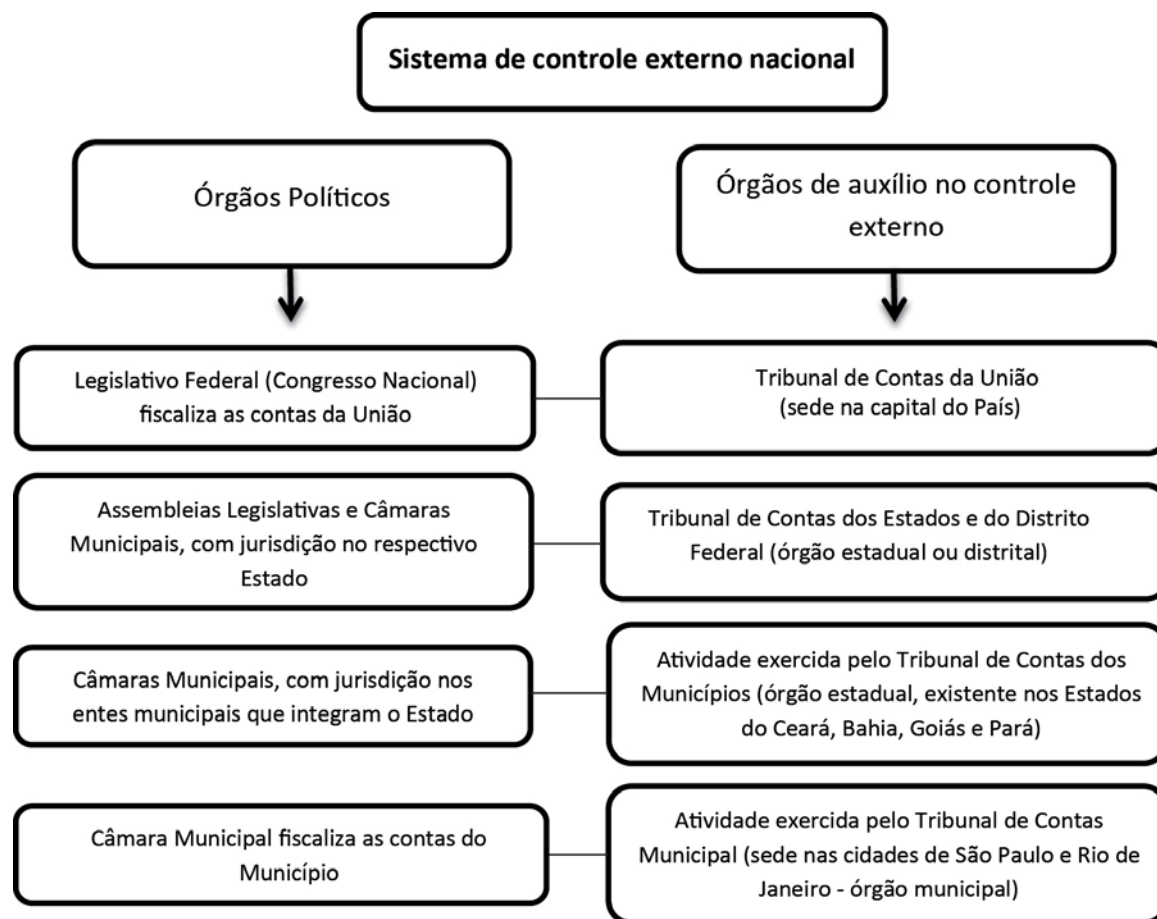 Sistema de controle externo nacional
Órgãos Políticos
Órgãos de auxílio no controle
externo
Legislativo Federal (Congresso Nacional)
fiscaliza as contas da União
Tribunal de Contas da União
(sede na capital do País)
Assembleias Legislativas e Câmaras
Municipais, com jurisdição no respectivo
Estado
Tribunal de Contas dos Estados e do Distrito
Federal (órgão estadual ou distrital)
Câmaras Municipais, com jurisdição nos
entes municipais que integram o Estado
Atividade exercida pelo Tribunal de Contas dos
Municípios (órgão estadual, existente nos Estados
do Ceará, Bahia, Goiás e Pará)
Câmara Municipal fiscaliza as contas do
Município
Atividade exercida pelo Tribunal de Contas
Municipal (sede nas cidades de São Paulo e Rio de
Janeiro - órgão municipal)